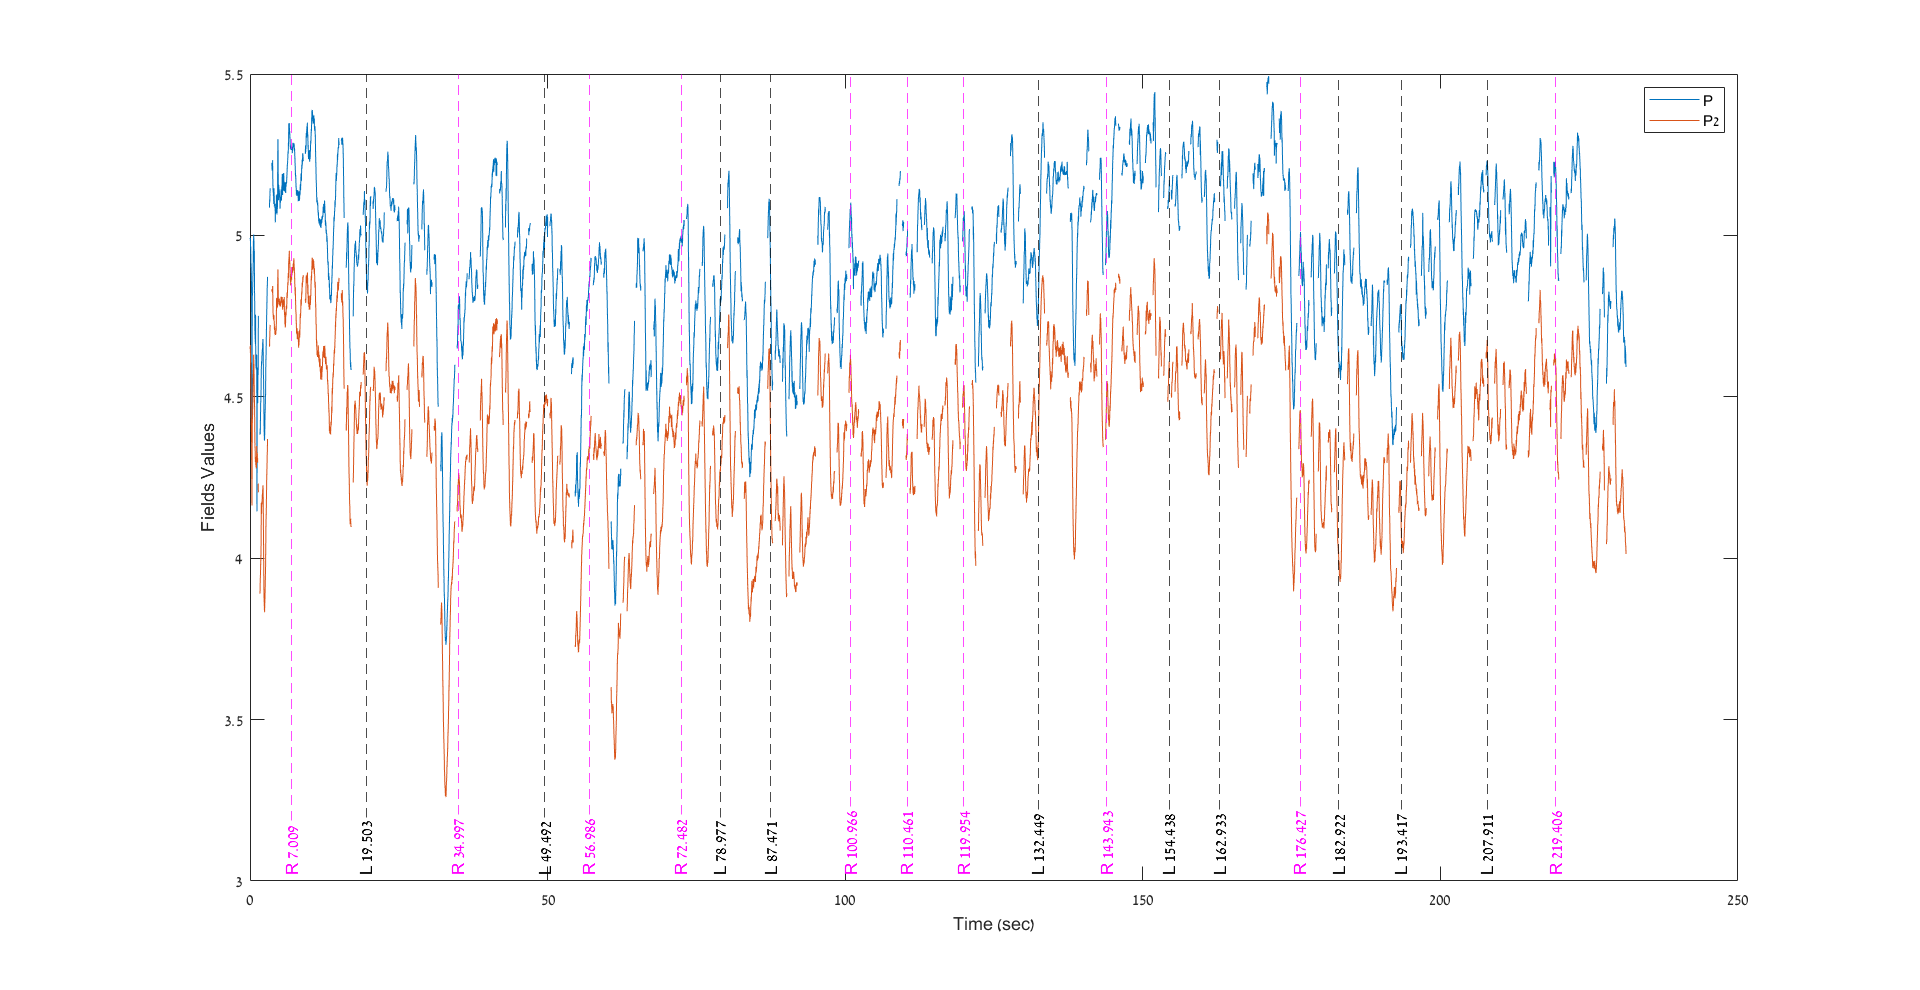 5.5
5
4.5
4
3.5
3
Fields Values
P
P2
R 7.009
L 19.503
R 34.997
L 49.492
R 56.986
R 72.482
L 78.977
L 87.471
R 100.966
R 110.461
R 119.954
L 132.449
R 143.943
L 154.438
L 162.933
R 176.427
L 182.922
L 193.417
L 207.911
R 219.406
0
50
100
150
200
250
Time (sec)